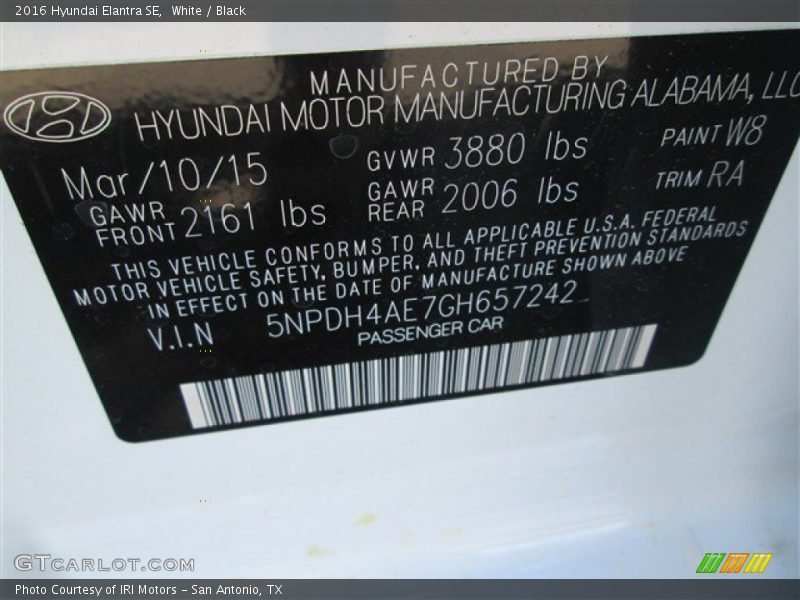 2016 Hyundai Elantra SE, White / Black
MANUFACTURED BY
HYUNDAI MOTOR MANUFACTURING ALABAMA, LLC
Mar/10/15 GVWR 3880 lbs PAINT W8
GAWR FRONT 2161 lbs GAWR REAR 2006 lbs TRIM RA
THIS VEHICLE CONFORMS TO ALL APPLICABLE U.S.A. FEDERAL
MOTOR VEHICLE SAFETY, BUMPER, AND THEFT PREVENTION STANDARDS
IN EFFECT ON THE DATE OF MANUFACTURE SHOWN ABOVE
V.I.N 5NPDH4AE7GH657242
PASSENGER CAR
GTCARLOT.COM
Photo Courtesy of IRI Motors - San Antonio, TX